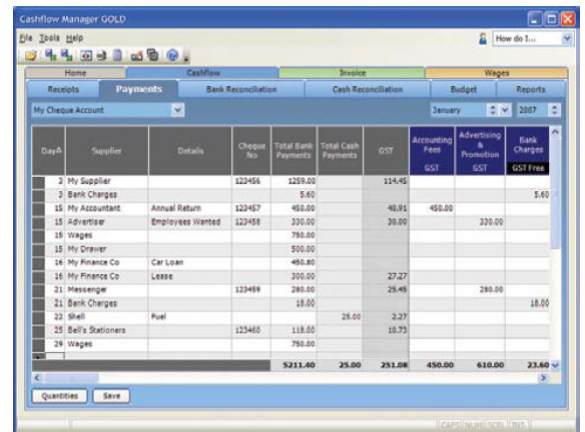 Cashflow Manager GOLD
File Tools Help
How do I...
Home Cashflow Invoice Wages
Receipts Payments Bank Reconciliation Cash Reconciliation Budget Reports
My Cheque Account January 2007
Day Supplier Details Cheque No Total Bank Payments Total Cash Payments GST Accounting Fees GST Advertising & Promotion GST Bank Charges GST Free
3 My Supplier 123456 1259.00 114.45
3 Bank Charges 5.60 5.60
15 My Accountant Annual Return 123457 450.00 40.91 450.00
15 Advertiser Employees Wanted 123458 330.00 30.00 330.00
15 Wages 750.00
15 My Drawer 500.00
16 My Finance Co Car Loan 450.80
16 My Finance Co Lease 300.00 27.27
21 Messenger 123459 280.00 25.45 280.00
21 Bank Charges 18.00 18.00
22 Shell Fuel 25.00 2.27
25 Bell's Stationers 123460 118.00 10.73
29 Wages 750.00
5211.40 25.00 251.08 450.00 610.00 23.60
Quantities Save
CAPS NUM SCRL INT